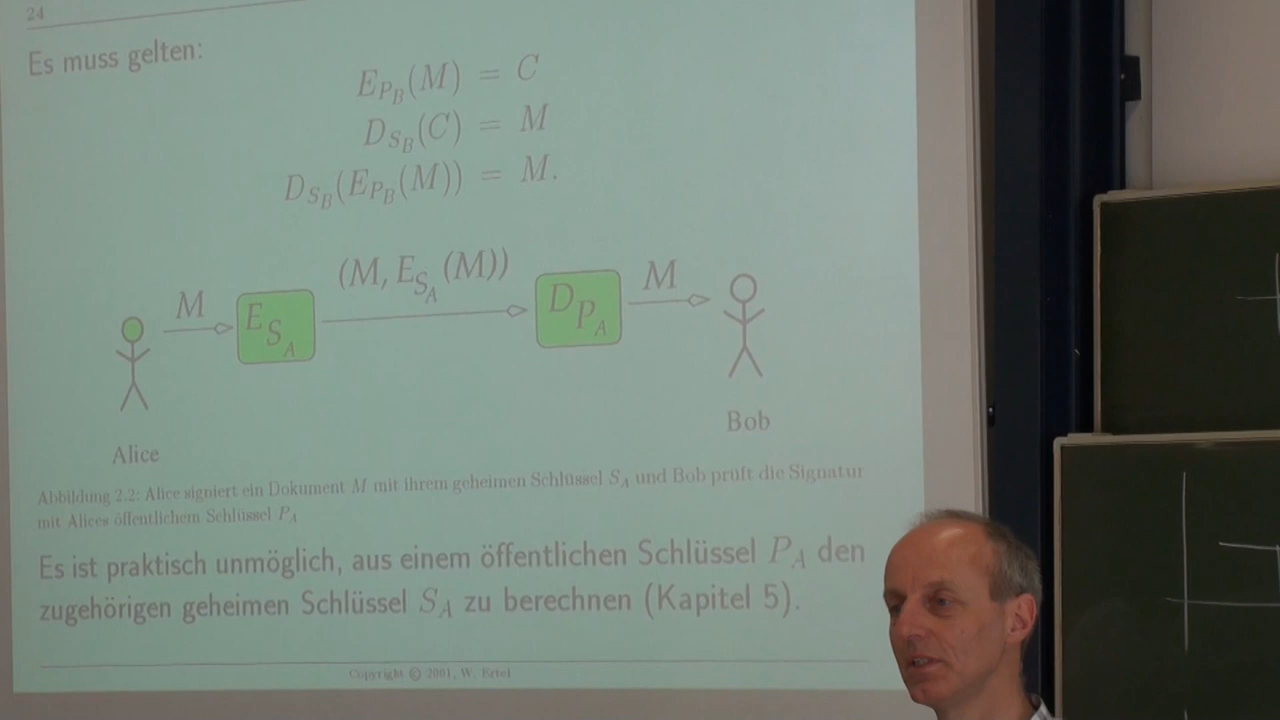 24
Es muss gelten:
E_{P_B}(M) = C
D_{S_B}(C) = M
D_{S_B}(E_{P_B}(M)) = M.
M
E_{S_A}
(M, E_{S_A}(M))
D_{P_A}
M
Alice
Bob
Abbildung 2.2: Alice signiert ein Dokument M mit ihrem geheimen Schlüssel S_A und Bob prüft die Signatur
mit Alices öffentlichem Schlüssel P_A
Es ist praktisch unmöglich, aus einem öffentlichen Schlüssel P_A den
zugehörigen geheimen Schlüssel S_A zu berechnen (Kapitel 5).
Copyright © 2001, W. Ertel